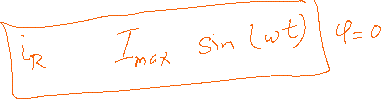 i_R I_max sin (ωt) φ=0